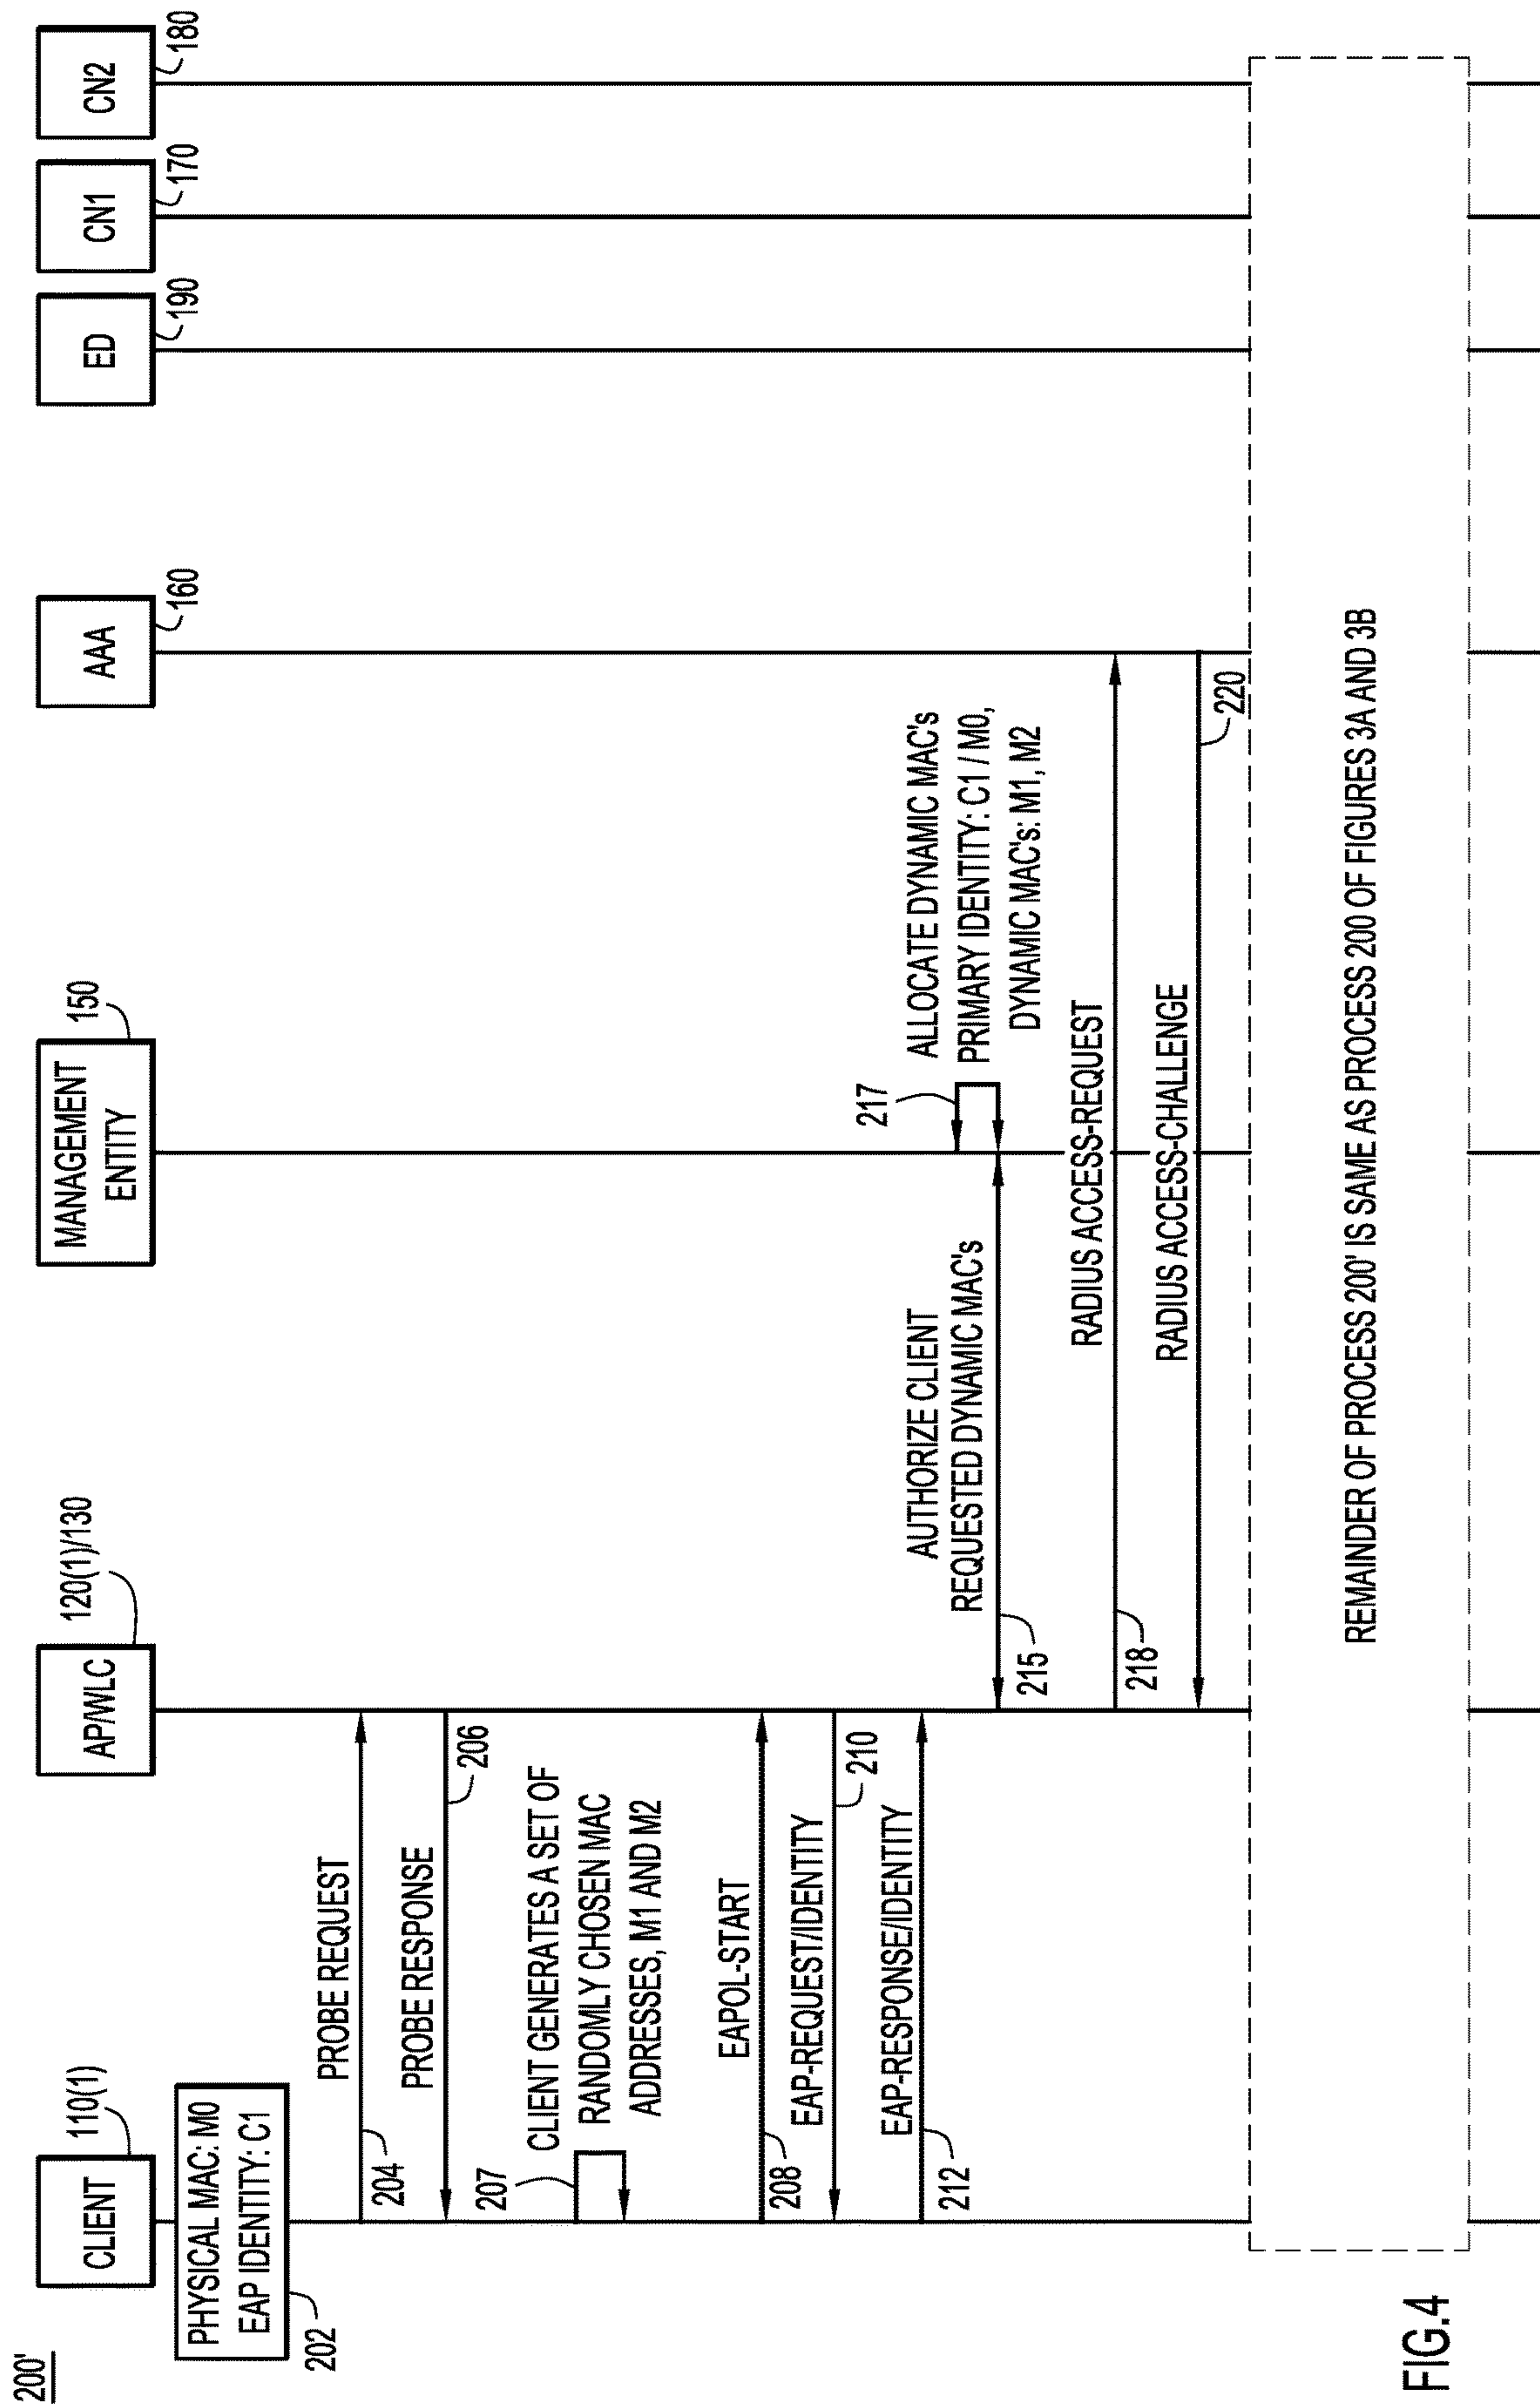 200'
CLIENT
110(1)
AP/WLC
120(1)/130
MANAGEMENT
ENTITY
150
AAA
160
ED
190
CN1
170
CN2
180
PHYSICAL MAC: M0
EAP IDENTITY: C1
202
PROBE REQUEST
204
PROBE RESPONSE
206
207
CLIENT GENERATES A SET OF
RANDOMLY CHOSEN MAC
ADDRESSES, M1 AND M2
EAPOL-START
208
EAP-REQUEST/IDENTITY
210
EAP-RESPONSE/IDENTITY
212
AUTHORIZE CLIENT
REQUESTED DYNAMIC MAC's
215
217
ALLOCATE DYNAMIC MAC's
PRIMARY IDENTITY: C1 / M0,
DYNAMIC MAC's: M1, M2
RADIUS ACCESS-REQUEST
218
RADIUS ACCESS-CHALLENGE
220
REMAINDER OF PROCESS 200' IS SAME AS PROCESS 200 OF FIGURES 3A AND 3B
FIG.4